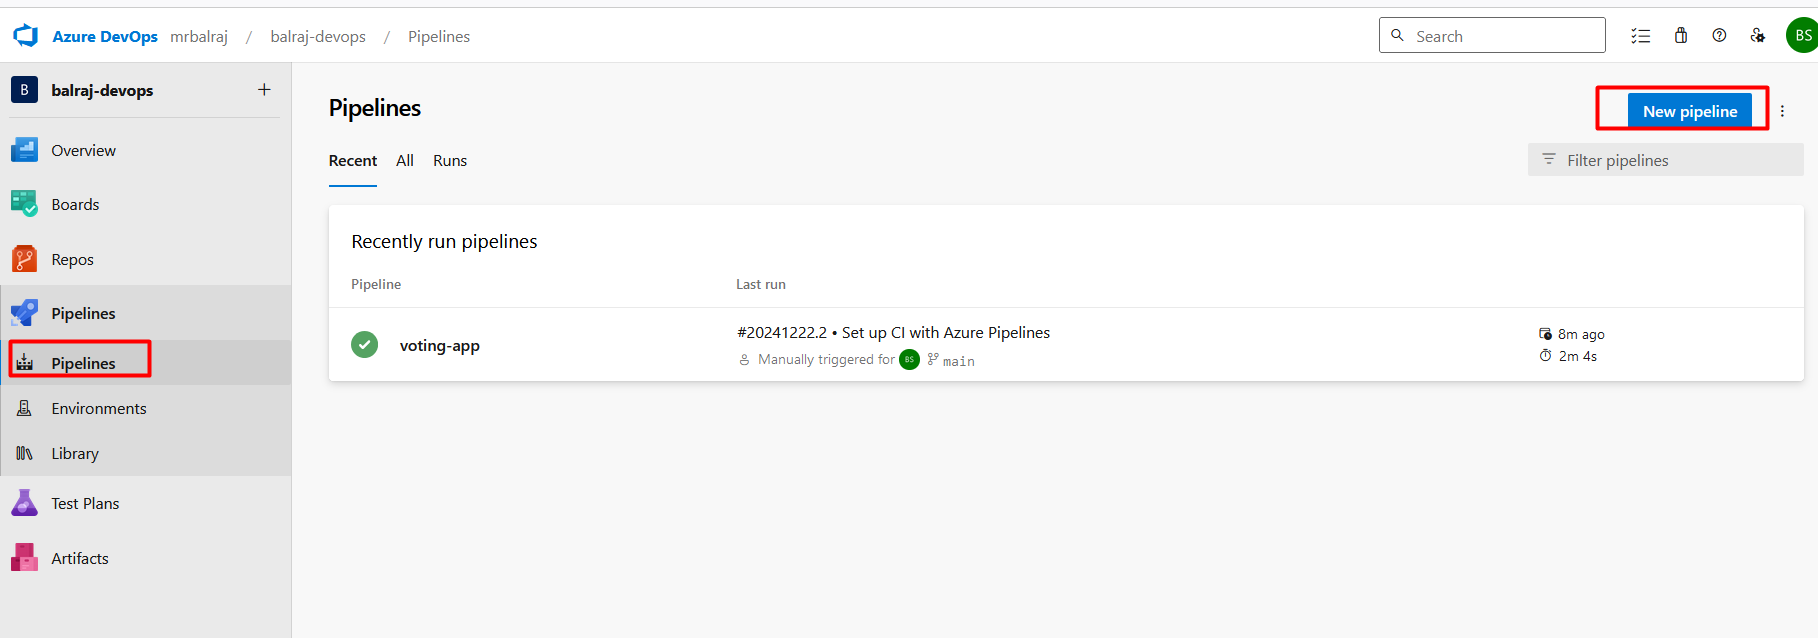 Azure DevOps mrbalraj / balraj-devops / Pipelines Search BS
B balraj-devops +
Overview
Boards
Repos
Pipelines
Pipelines
Environments
Library
Test Plans
Artifacts
Pipelines
New pipeline
Recent All Runs
Filter pipelines
Recently run pipelines
Pipeline Last run
voting-app
#20241222.2 • Set up CI with Azure Pipelines
Manually triggered for BS main
8m ago
2m 4s